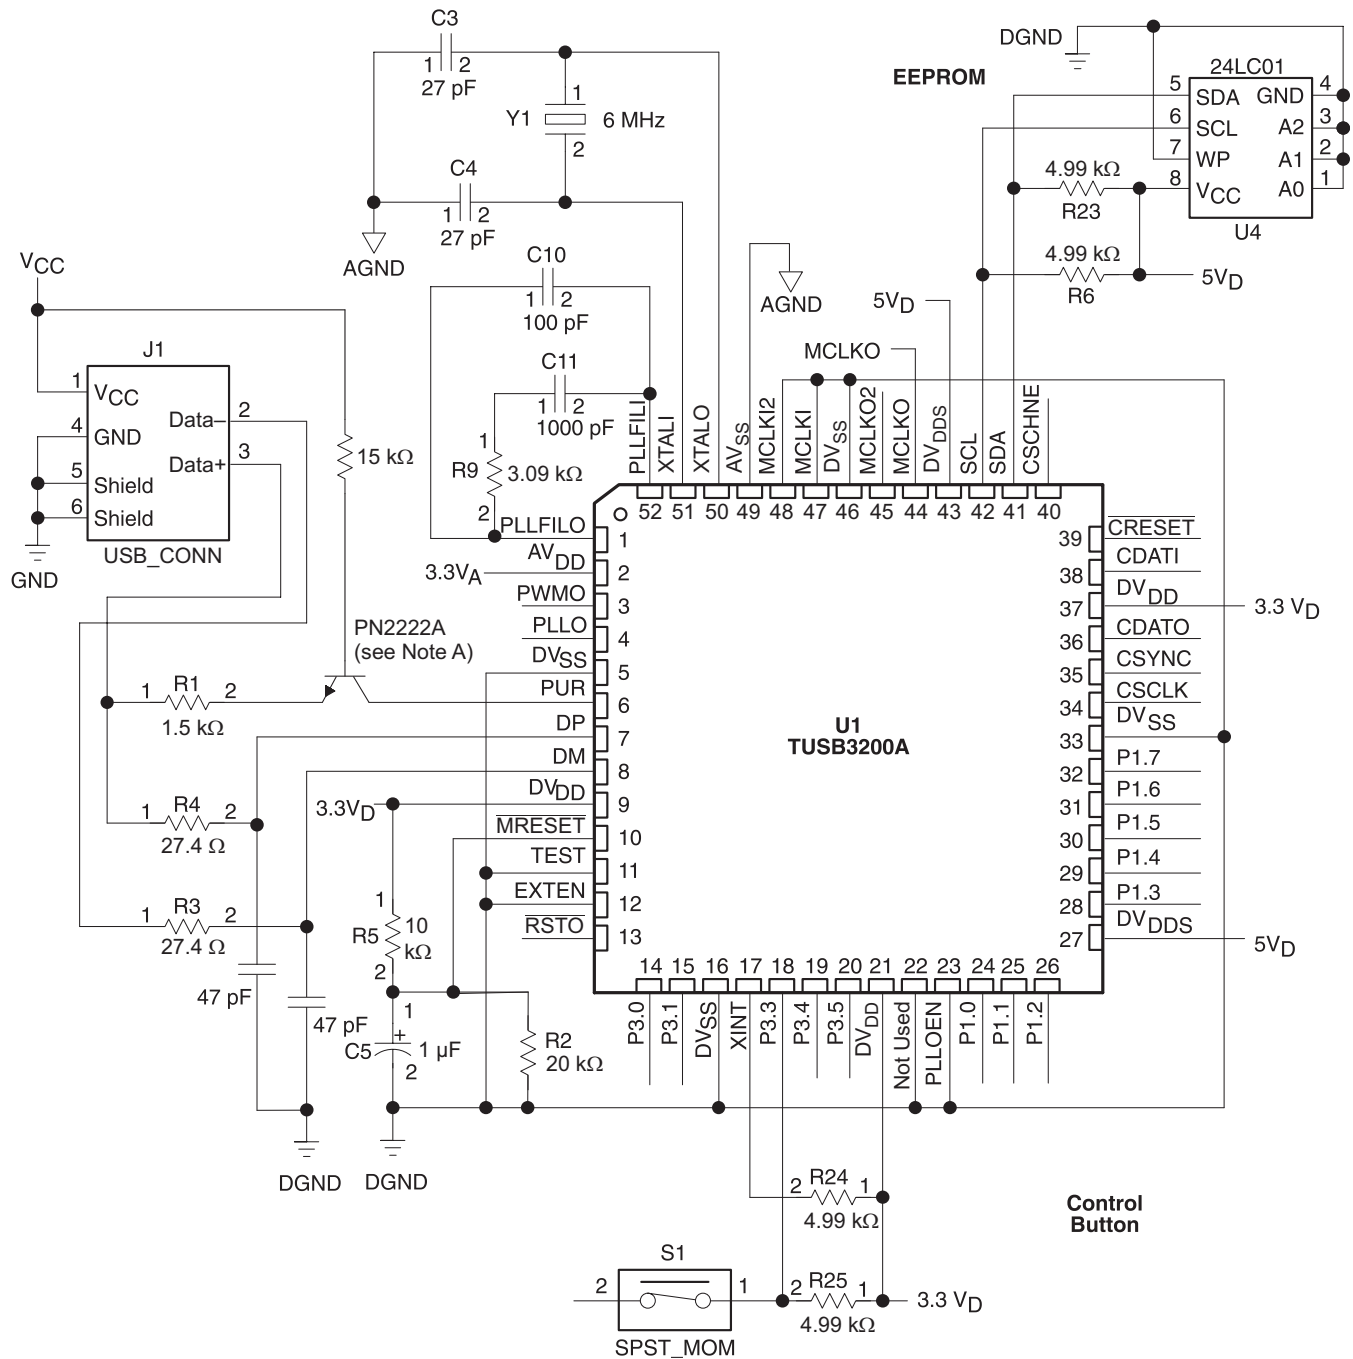 C3
1 2
27 pF
1
Y1
6 MHz
2
C4
1 2
27 pF
AGND
DGND
EEPROM
24LC01
5 SDA GND 4
6 SCL A2 3
7 WP A1 2
8 VCC A0 1
U4
4.99 kΩ
R23
4.99 kΩ
R6
5VD
VCC
J1
1 VCC
4 GND
5 Shield
6 Shield
Data– 2
Data+ 3
USB_CONN
GND
15 kΩ
C10
1 2
100 pF
C11
1 2
1000 pF
1
R9
3.09 kΩ
2
AGND
5VD
MCLKO
PLLFILI
XTALI
XTALO
AVSS
MCLKI2
MCLKI
DVSS
MCLKO2
MCLKO
DVDDS
SCL
SDA
CSCHNE
52 51 50 49 48 47 46 45 44 43 42 41 40
PLLFILO 1
3.3VA AVDD 2
PWMO 3
PLLO 4
DVSS 5
PUR 6
DP 7
DM 8
3.3VD DVDD 9
MRESET 10
TEST 11
EXTEN 12
RSTO 13
U1
TUSB3200A
39 CRESET
38 CDATI
37 DVDD 3.3 VD
36 CDATO
35 CSYNC
34 CSCLK
33 DVSS
32 P1.7
31 P1.6
30 P1.5
29 P1.4
28 P1.3
27 DVDDS 5VD
14 15 16 17 18 19 20 21 22 23 24 25 26
P3.0
P3.1
DVSS
XINT
P3.3
P3.4
P3.5
DVDD
Not Used
PLLOEN
P1.0
P1.1
P1.2
PN2222A
(see Note A)
1 R1 2
1.5 kΩ
1 R4 2
27.4 Ω
1 R3 2
27.4 Ω
47 pF
47 pF
DGND
1
R5
10
kΩ
2
1
+
C5
1 µF
2
DGND
R2
20 kΩ
2 R24 1
4.99 kΩ
Control
Button
S1
2 1
SPST_MOM
2 R25 1
4.99 kΩ
3.3 VD